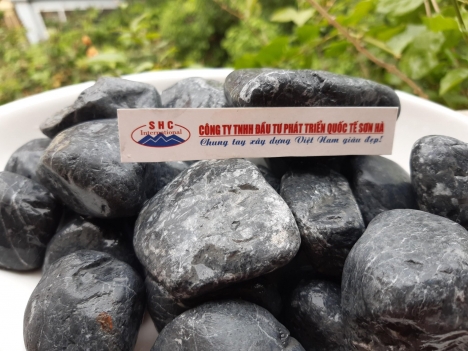 SHC
International
CÔNG TY TNHH ĐẦU TƯ PHÁT TRIỂN QUỐC TẾ SƠN HÀ
Chung tay xây dựng Việt Nam giàu đẹp!